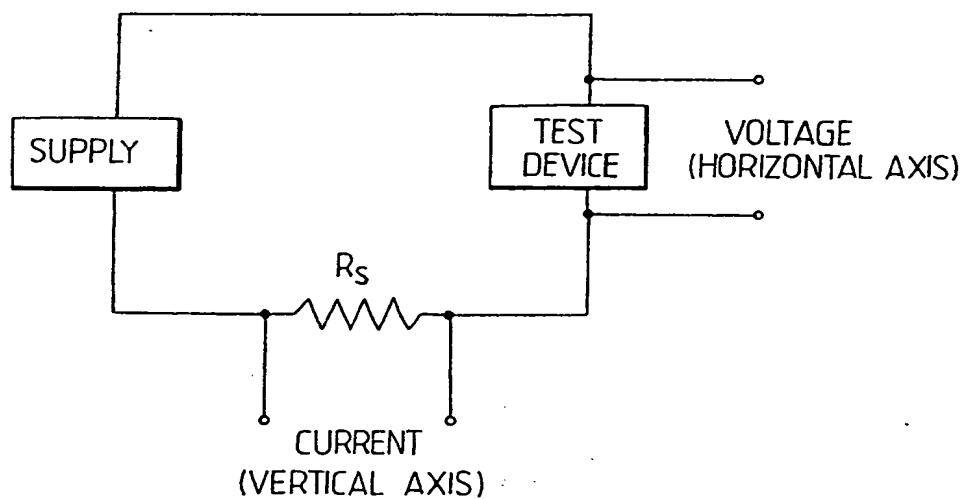 SUPPLY
TEST
DEVICE
VOLTAGE
(HORIZONTAL AXIS)
RS
CURRENT
(VERTICAL AXIS)